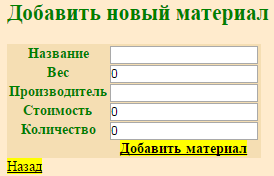 Добавить новый материал
Название
Вес 0
Производитель
Стоимость 0
Количество 0
Добавить материал
Назад